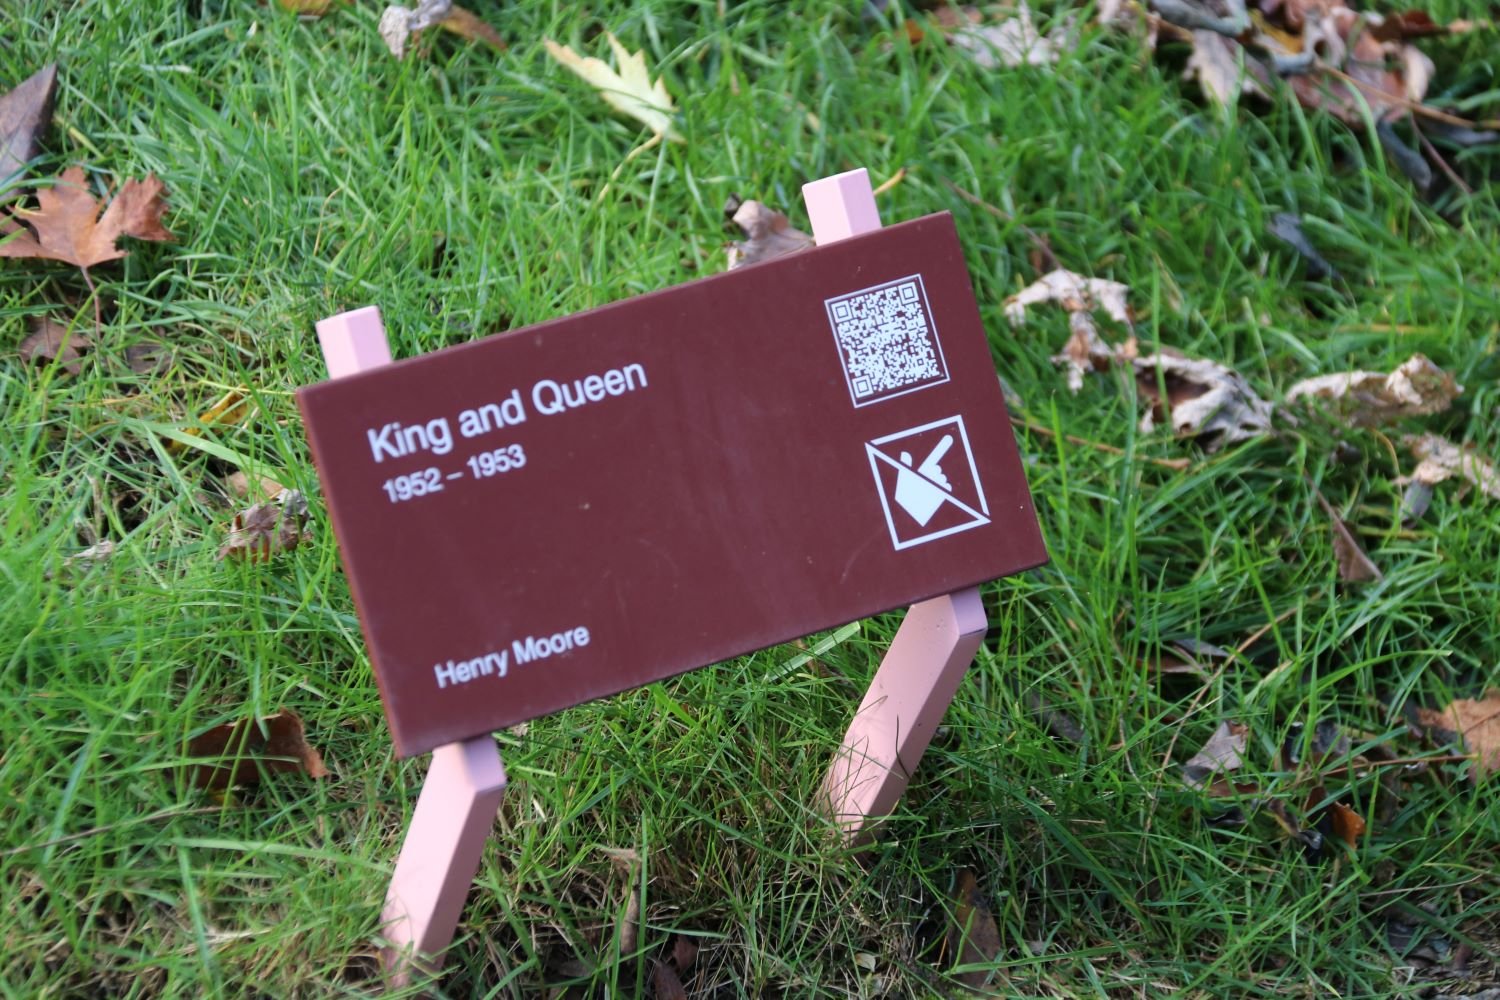 King and Queen
1952 – 1953
Henry Moore